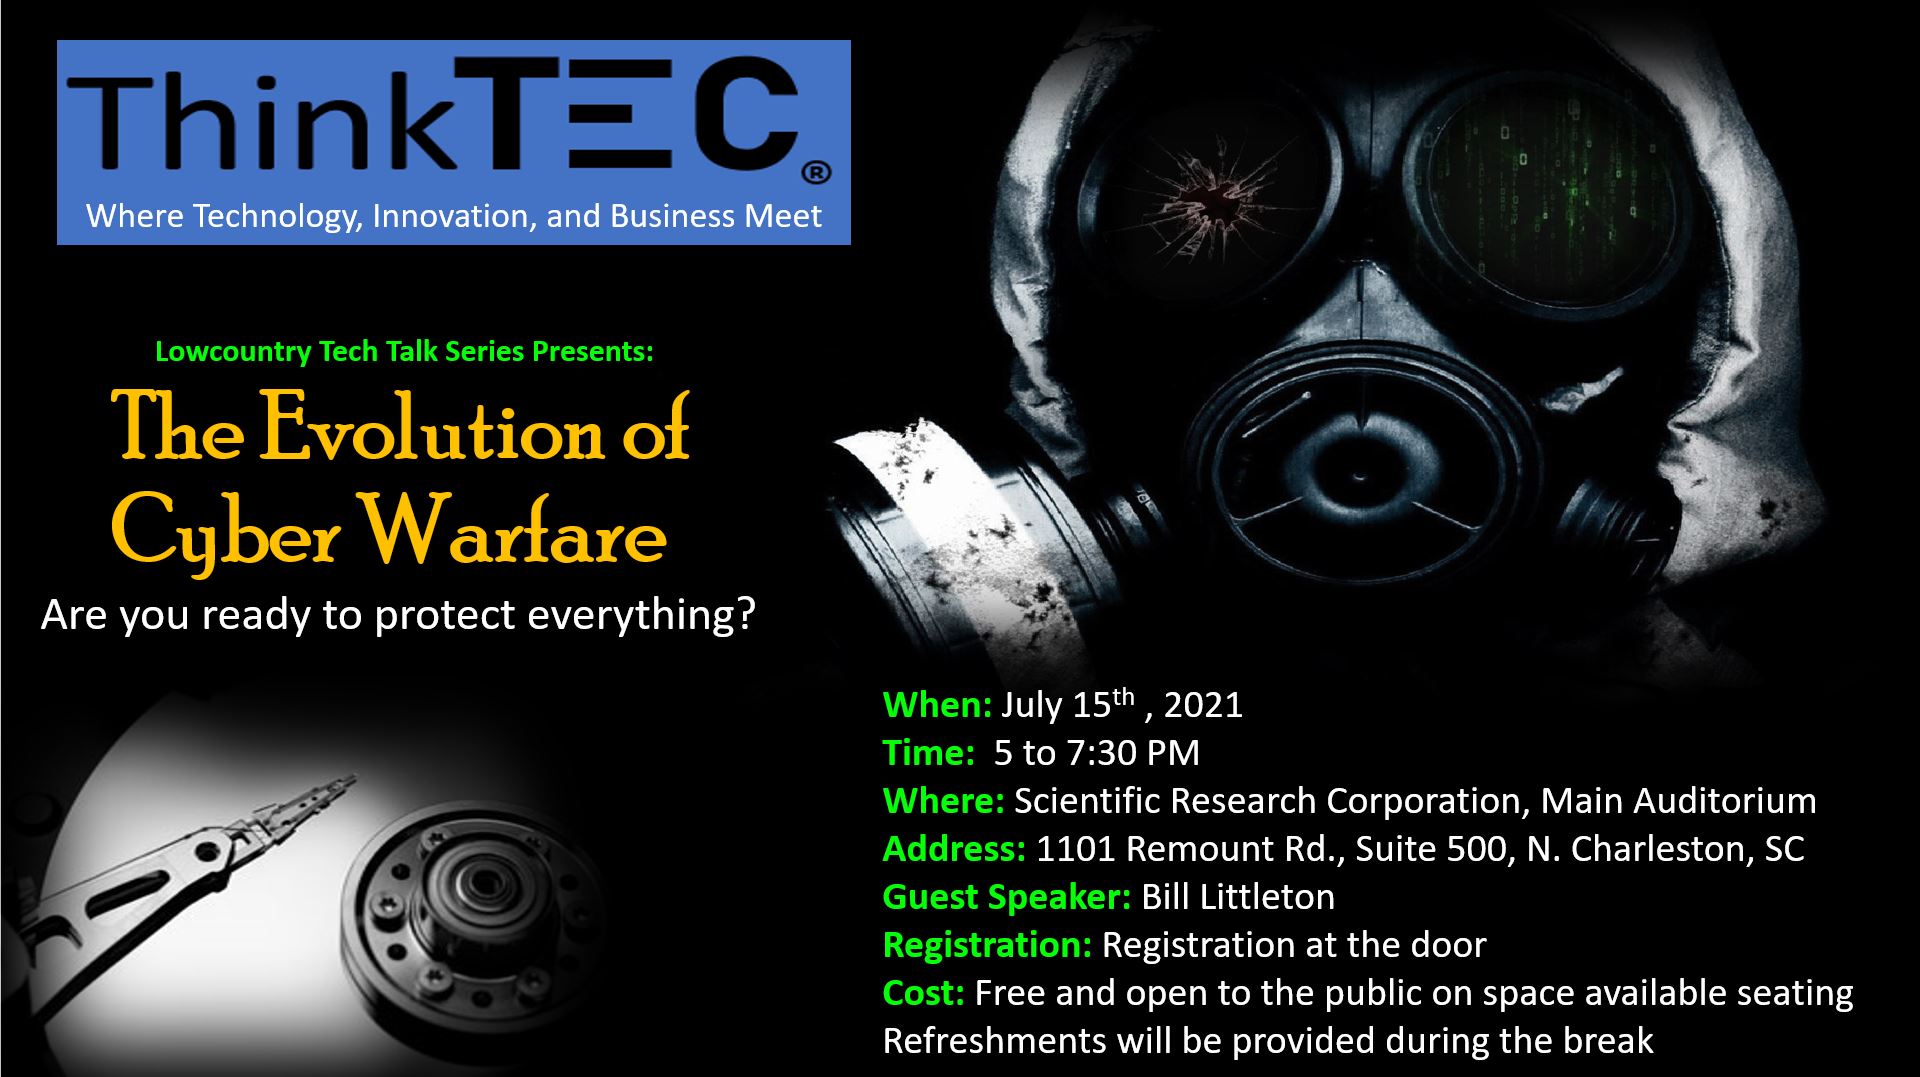 ThinkTEC®
Where Technology, Innovation, and Business Meet
Lowcountry Tech Talk Series Presents:
The Evolution of
Cyber Warfare
Are you ready to protect everything?
When: July 15th , 2021
Time:  5 to 7:30 PM
Where: Scientific Research Corporation, Main Auditorium
Address: 1101 Remount Rd., Suite 500, N. Charleston, SC
Guest Speaker: Bill Littleton
Registration: Registration at the door
Cost: Free and open to the public on space available seating
Refreshments will be provided during the break